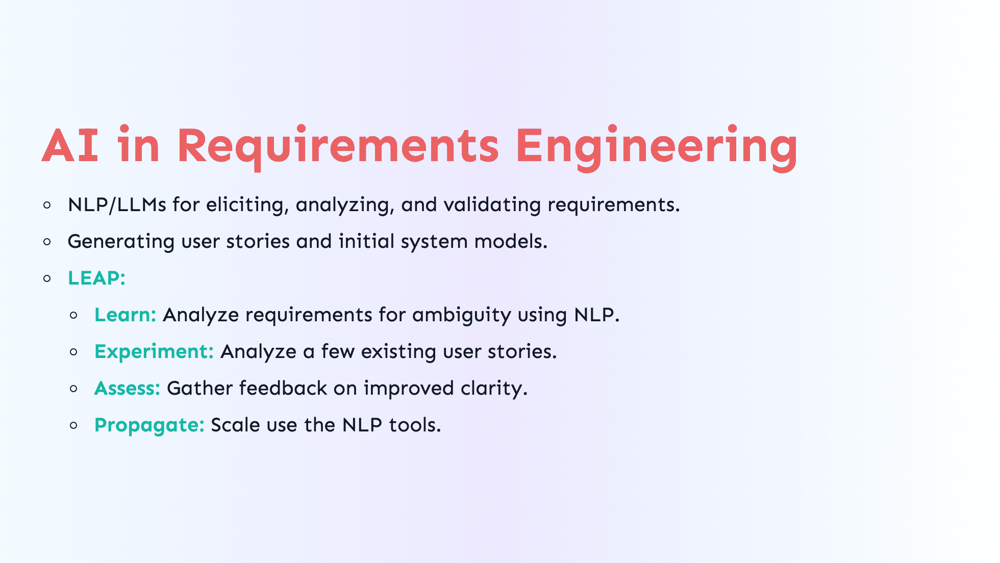 AI in Requirements Engineering
NLP/LLMs for eliciting, analyzing, and validating requirements.
Generating user stories and initial system models.
LEAP:
Learn: Analyze requirements for ambiguity using NLP.
Experiment: Analyze a few existing user stories.
Assess: Gather feedback on improved clarity.
Propagate: Scale use the NLP tools.